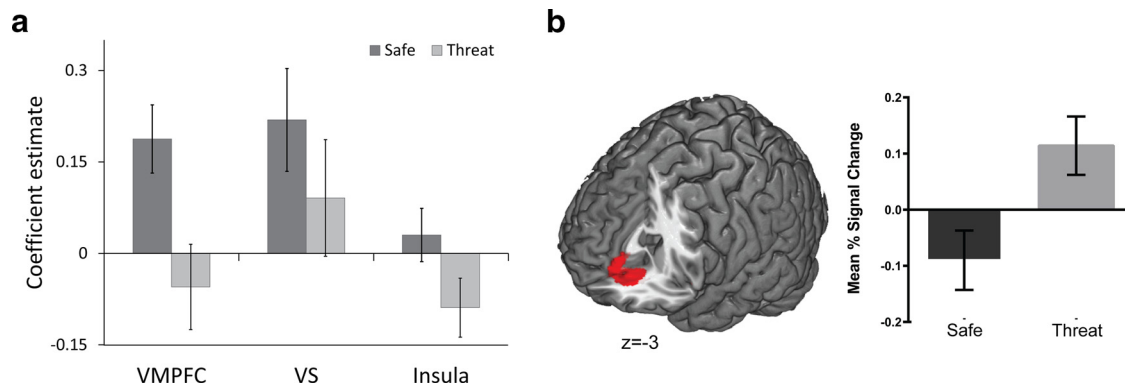 a
Safe Threat
Coefficient estimate
0.3
0.15
0
-0.15
VMPFC VS Insula
b
z=-3
Mean % Signal Change
0.2
0.1
0.0
-0.1
-0.2
Safe Threat